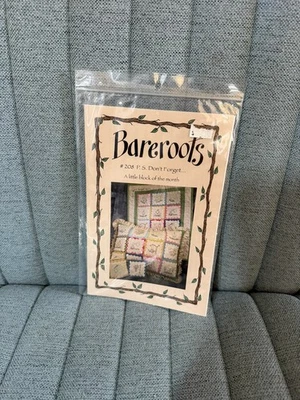 Bareroots
#208 P.S. Don't Forget...
A little block of the month